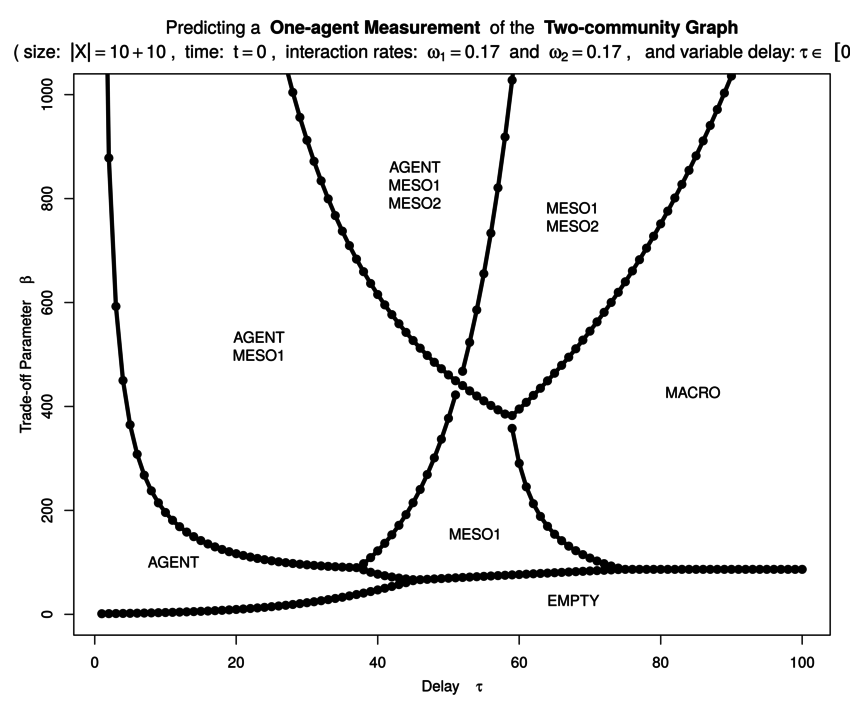 Predicting a One-agent Measurement of the Two-community Graph
( size: |X| = 10 + 10 , time: t = 0 , interaction rates: ω1 = 0.17 and ω2 = 0.17 , and variable delay: τ ∈ [0
1000
800
600
400
200
0
Trade-off Parameter β
AGENT
MESO1
MESO2
MESO1
MESO2
AGENT
MESO1
MACRO
MESO1
AGENT
EMPTY
0 20 40 60 80 100
Delay τ